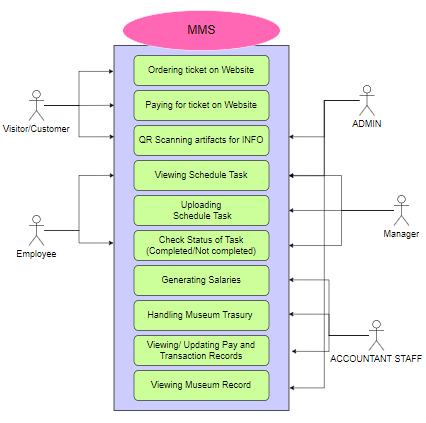 MMS
Ordering ticket on Website
Paying for ticket on Website
QR Scanning artifacts for INFO
Viewing Schedule Task
Uploading
Schedule Task
Check Status of Task
(Completed/Not completed)
Generating Salaries
Handling Museum Trasury
Viewing/ Updating Pay and
Transaction Records
Viewing Museum Record
Visitor/Customer
Employee
ADMIN
Manager
ACCOUNTANT STAFF